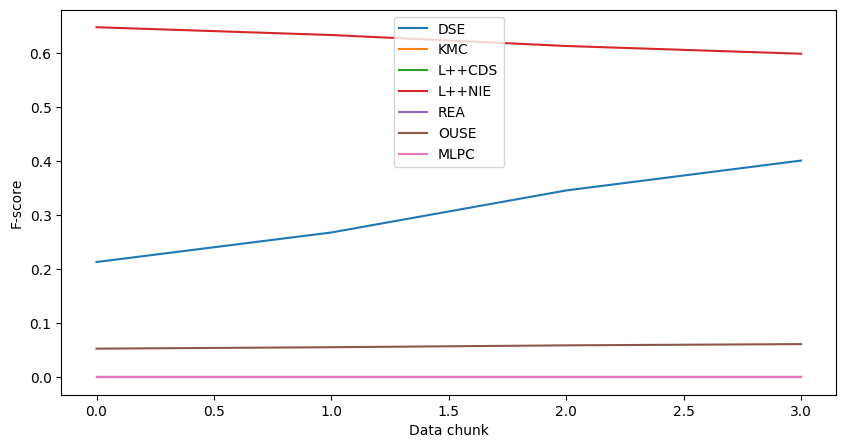 DSE
KMC
L++CDS
L++NIE
REA
OUSE
MLPC
F-score
0.6
0.5
0.4
0.3
0.2
0.1
0.0
0.0 0.5 1.0 1.5 2.0 2.5 3.0
Data chunk